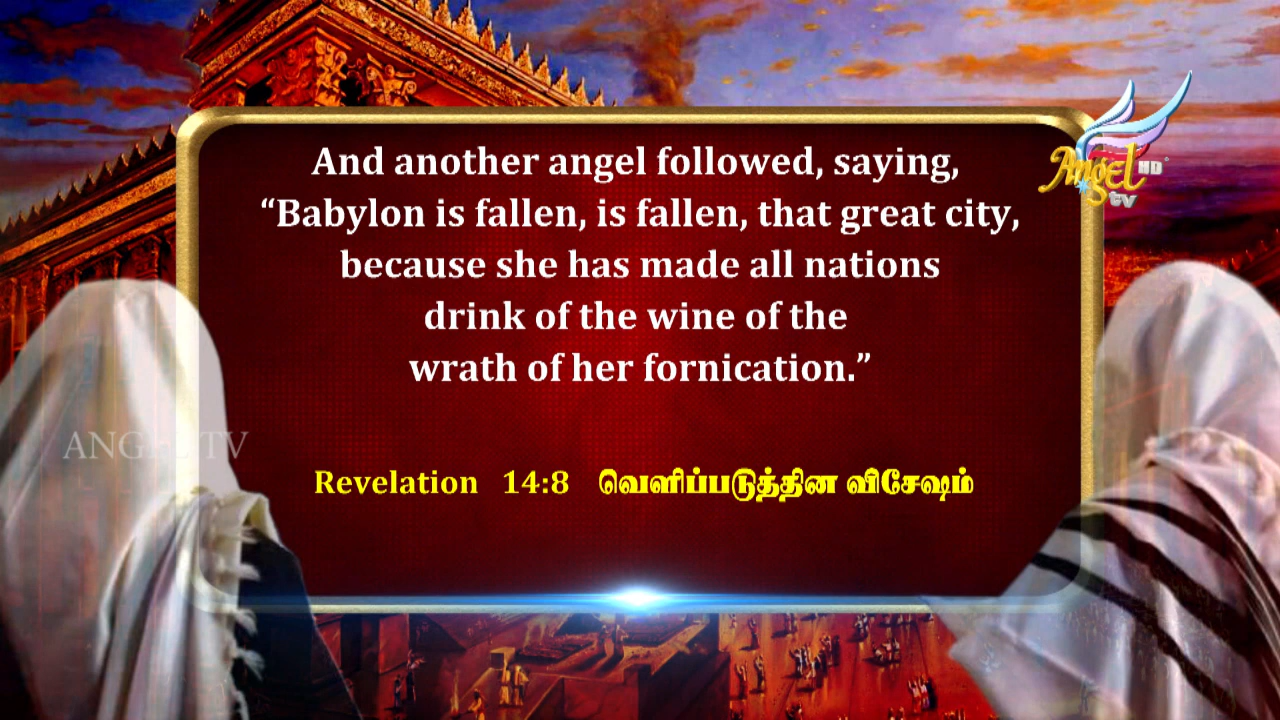 And another angel followed, saying,
“Babylon is fallen, is fallen, that great city,
because she has made all nations
drink of the wine of the
wrath of her fornication.”
Revelation 14:8 வெளிப்படுத்தின விசேஷம்
Angel HD
tv
ANGEL TV